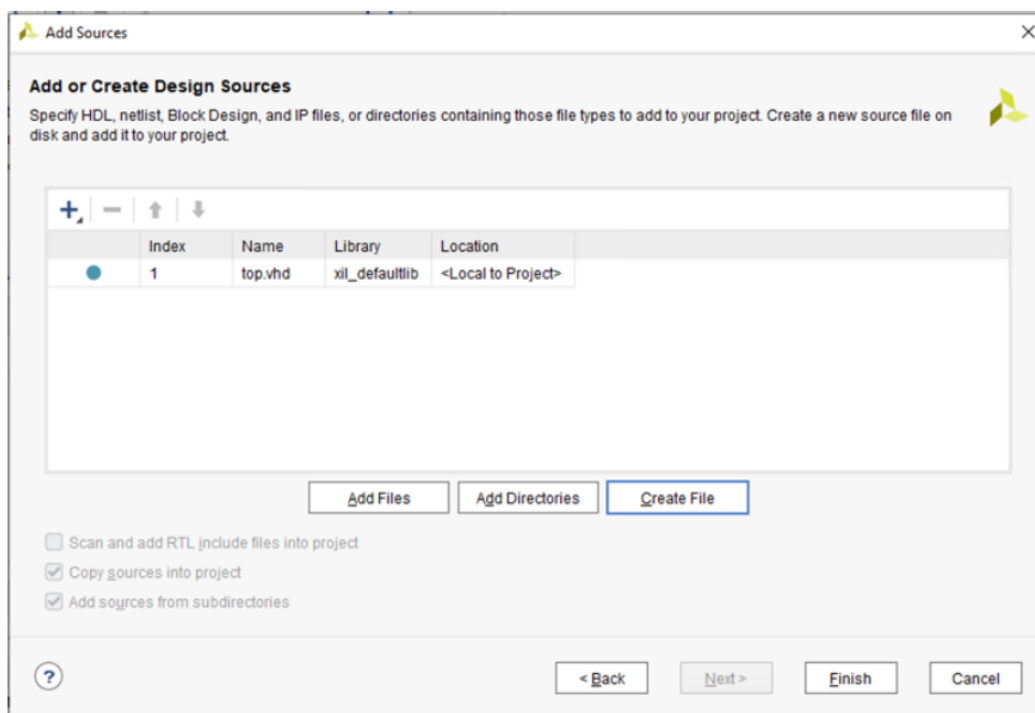 Add Sources
Add or Create Design Sources
Specify HDL, netlist, Block Design, and IP files, or directories containing those file types to add to your project. Create a new source file on
disk and add it to your project.
Index Name Library Location
1 top.vhd xil_defaultlib <Local to Project>
Add Files Add Directories Create File
Scan and add RTL include files into project
Copy sources into project
Add sources from subdirectories
? < Back Next > Finish Cancel